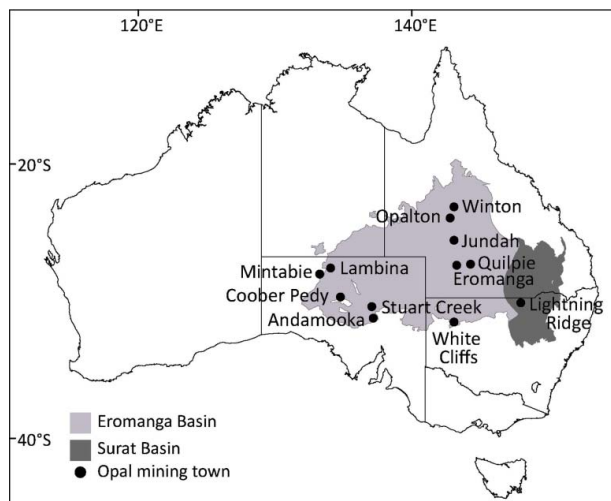 120°E 140°E
20°S
Winton
Opalton
Jundah
Quilpie
Eromanga
Mintabie
Lambina
Coober Pedy
Stuart Creek
Andamooka
Lightning
Ridge
White
Cliffs
Eromanga Basin
Surat Basin
40°S
Opal mining town